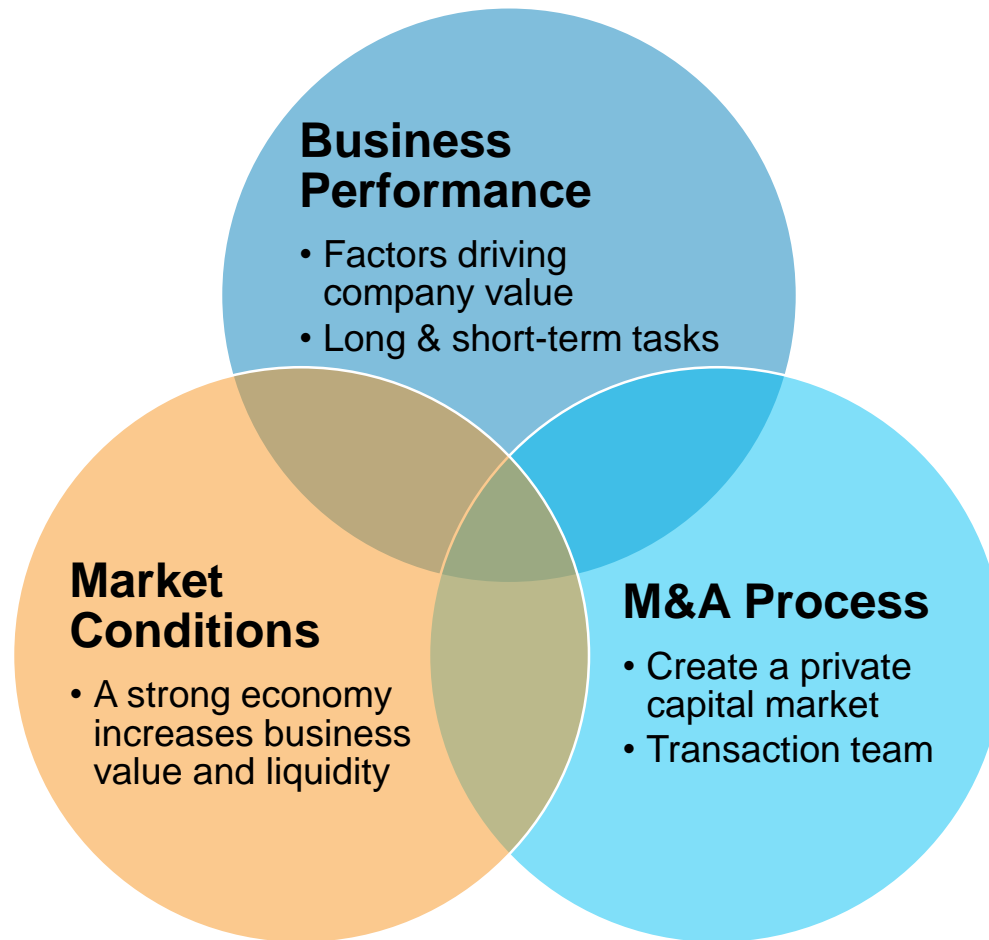 Business
Performance
• Factors driving
company value
• Long & short-term tasks
Market
Conditions
• A strong economy
increases business
value and liquidity
M&A Process
• Create a private
capital market
• Transaction team